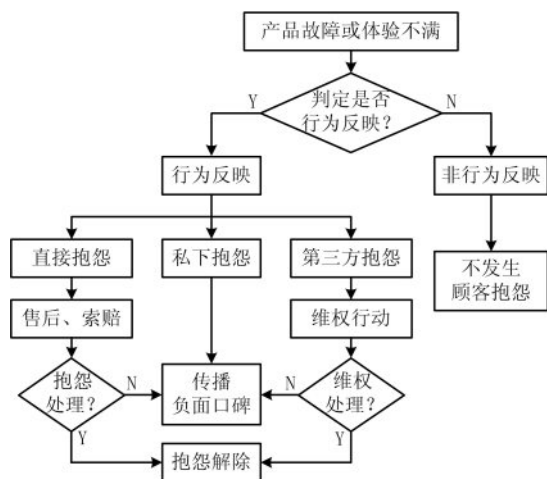 产品故障或体验不满
Y
判定是否
行为反映？
N
行为反映
非行为反映
直接抱怨
私下抱怨
第三方抱怨
不发生
顾客抱怨
售后、索赔
维权行动
抱怨
处理？
N
传播
负面口碑
N
维权
处理？
Y
Y
抱怨解除